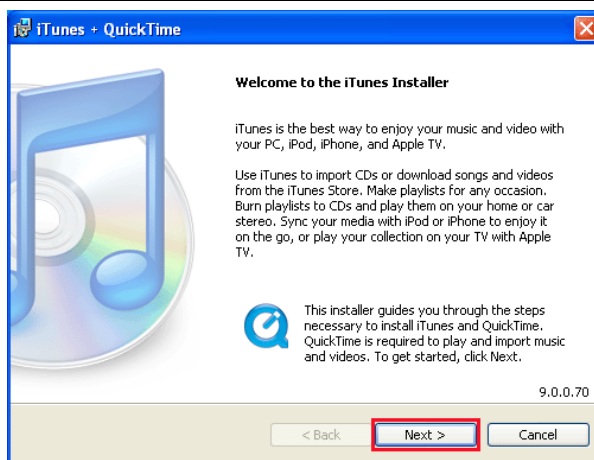 iTunes + QuickTime
Welcome to the iTunes Installer
iTunes is the best way to enjoy your music and video with
your PC, iPod, iPhone, and Apple TV.
Use iTunes to import CDs or download songs and videos
from the iTunes Store. Make playlists for any occasion.
Burn playlists to CDs and play them on your home or car
stereo. Sync your media with iPod or iPhone to enjoy it
on the go, or play your collection on your TV with Apple
TV.
This installer guides you through the steps
necessary to install iTunes and QuickTime.
QuickTime is required to play and import music
and videos. To get started, click Next.
9.0.0.70
< Back Next > Cancel